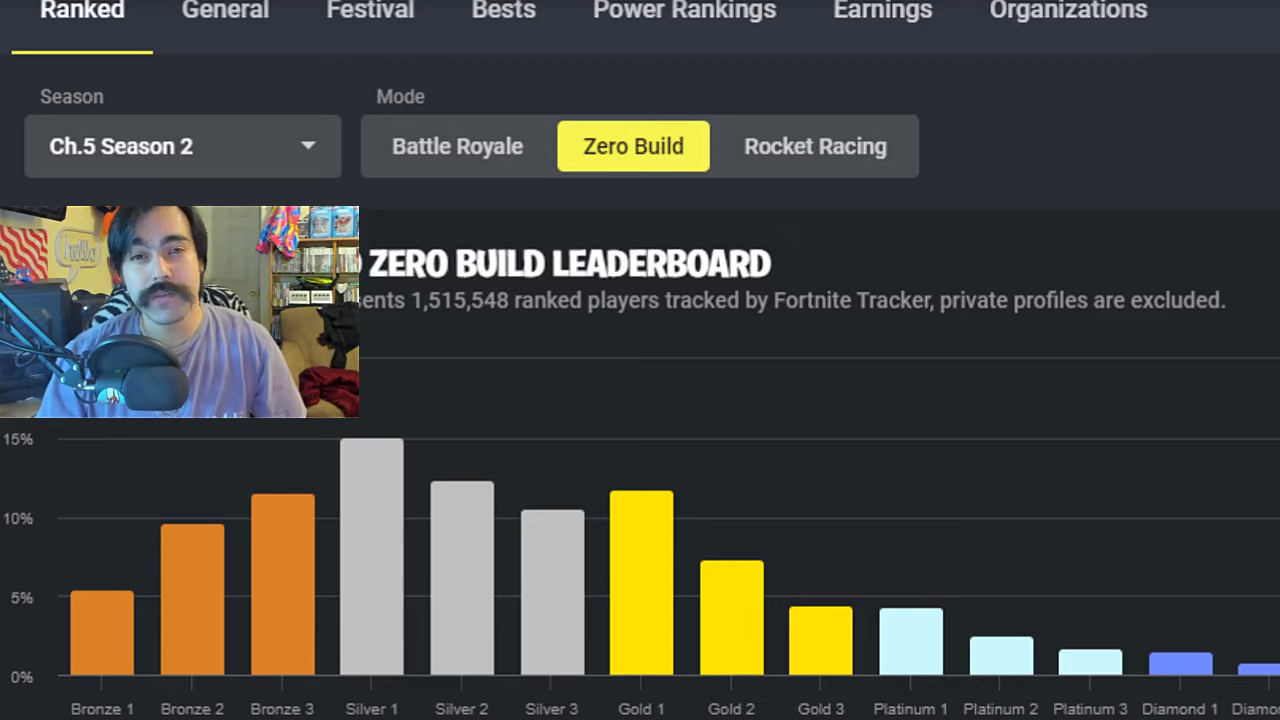 Ranked General Festival Bests Power Rankings Earnings Organizations
Season Mode
Ch.5 Season 2 Battle Royale Zero Build Rocket Racing
ZERO BUILD LEADERBOARD
ents 1,515,548 ranked players tracked by Fortnite Tracker, private profiles are excluded.
15%
10%
5%
0%
Bronze 1 Bronze 2 Bronze 3 Silver 1 Silver 2 Silver 3 Gold 1 Gold 2 Gold 3 Platinum 1 Platinum 2 Platinum 3 Diamond 1 Diamo